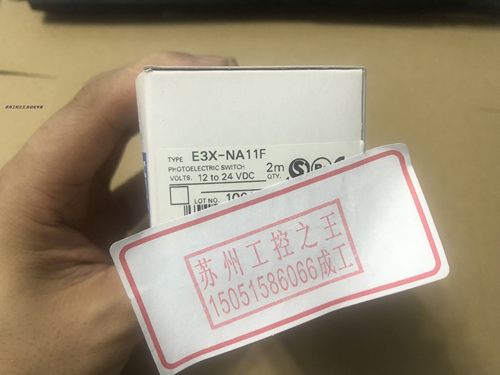 TYPE E3X-NA11F
PHOTOELECTRIC SWITCH 2m
VOLTS. 12 to 24 VDC QTY.
LOT NO. 106
苏州工控之王
15051586066成工